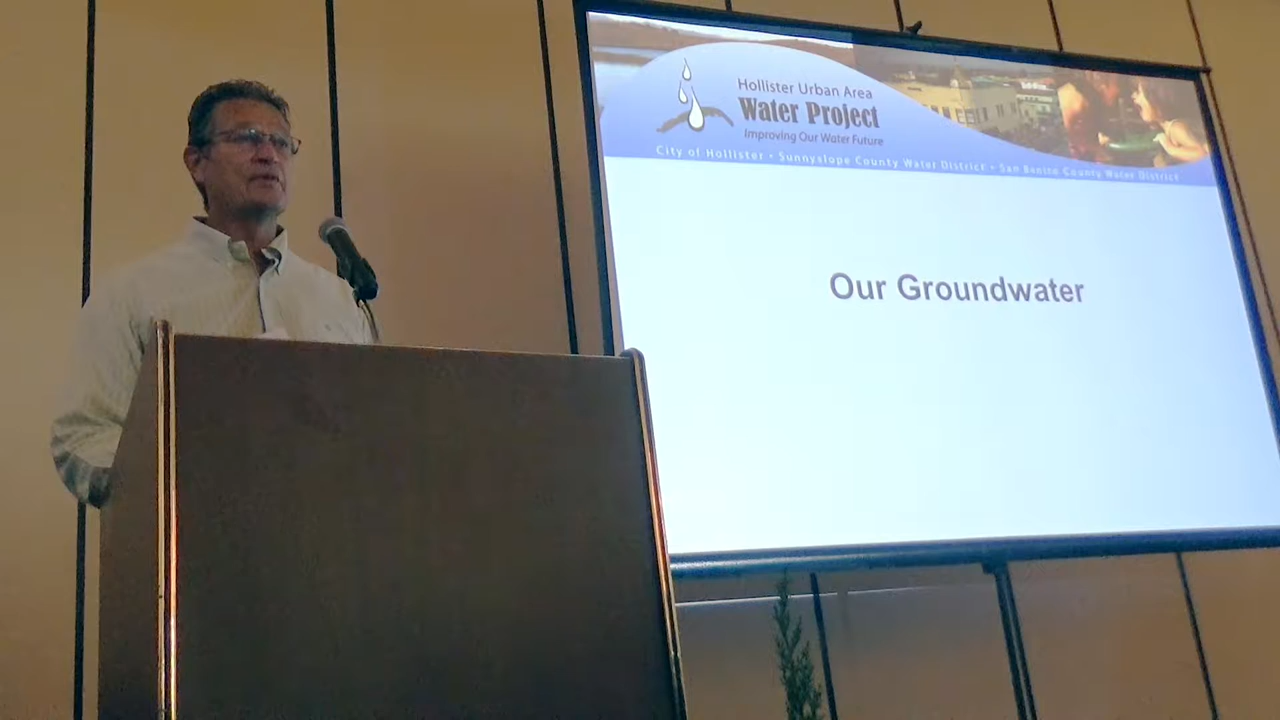 Hollister Urban Area
Water Project
Improving Our Water Future
City of Hollister • Sunnyslope County Water District • San Benito County Water District
Our Groundwater